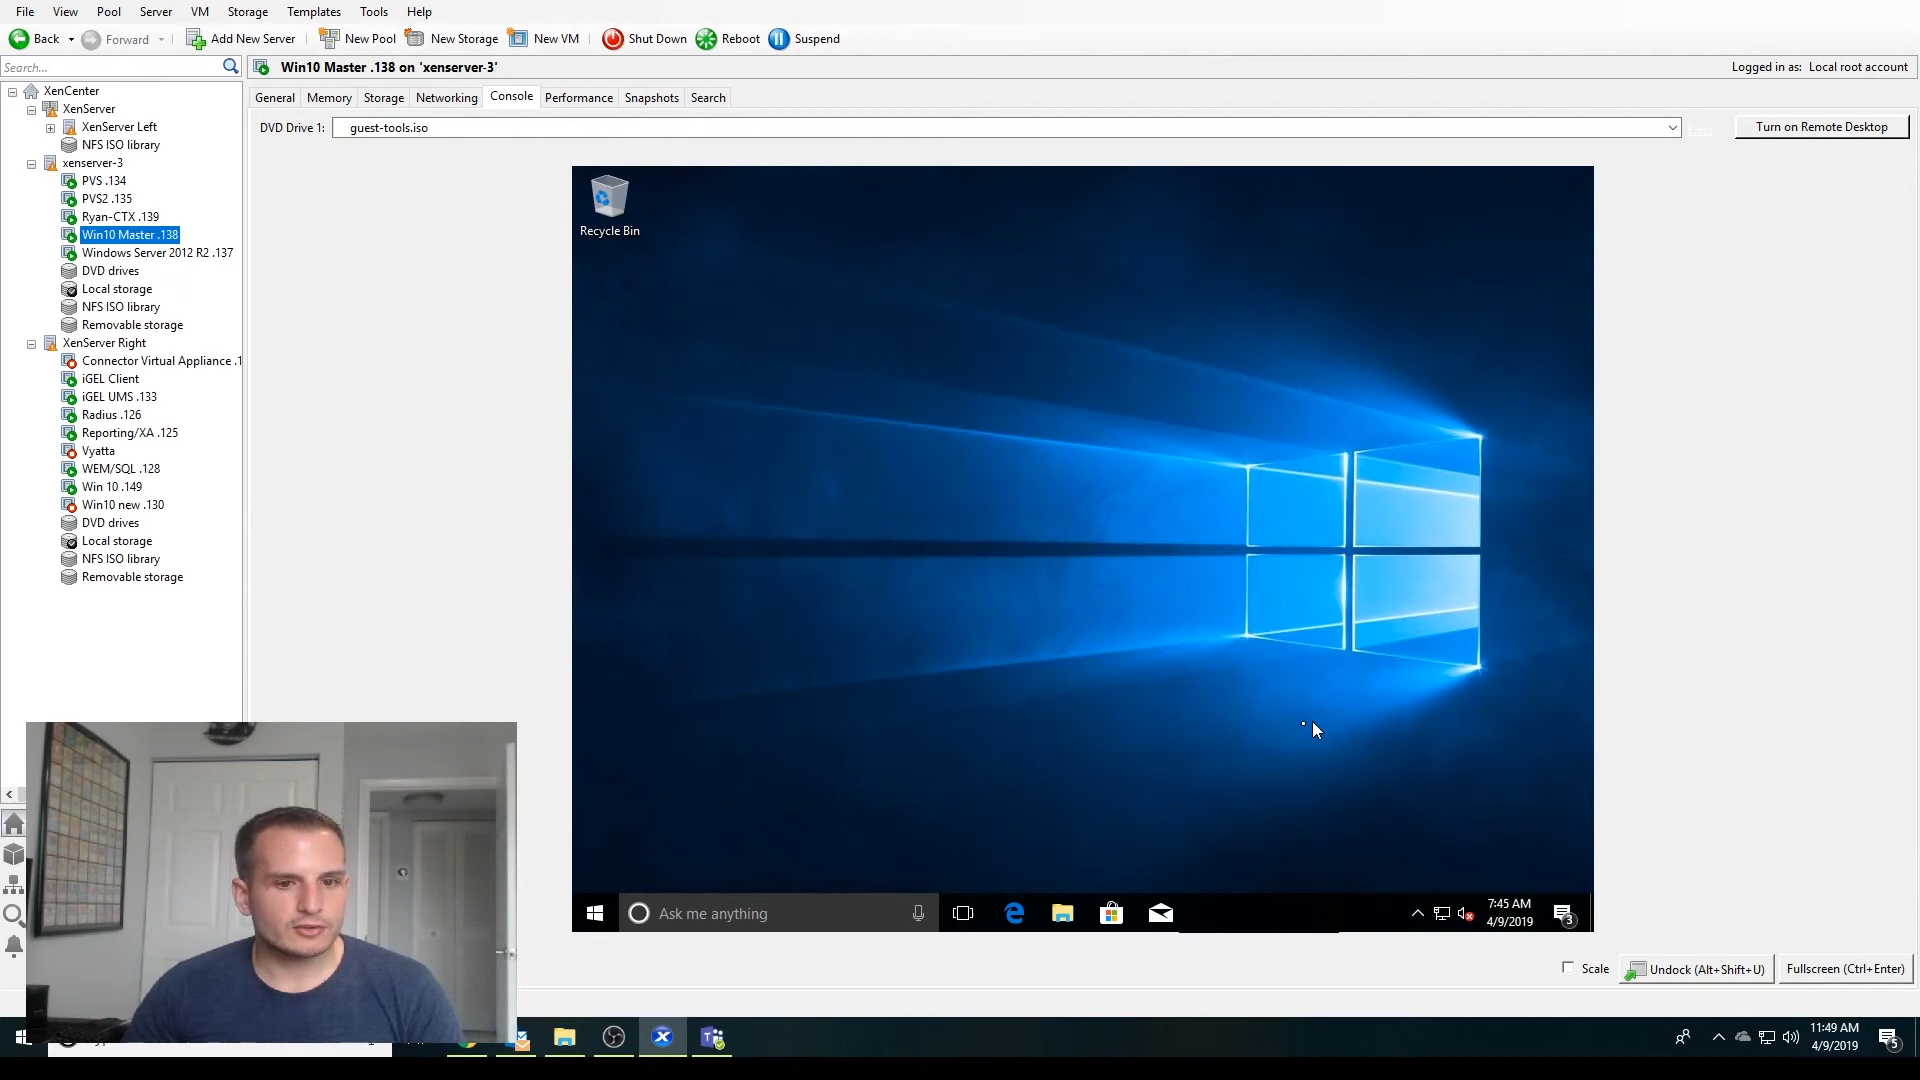 File View Pool Server VM Storage Templates Tools Help
Back Forward Add New Server New Pool New Storage New VM Shut Down Reboot Suspend
Search...
Win10 Master .138 on 'xenserver-3'
Logged in as: Local root account
General Memory Storage Networking Console Performance Snapshots Search
DVD Drive 1: guest-tools.iso
Turn on Remote Desktop
XenCenter
XenServer
XenServer Left
NFS ISO library
xenserver-3
PVS .134
PVS2 .135
Ryan-CTX .139
Win10 Master .138
Windows Server 2012 R2 .137
DVD drives
Local storage
NFS ISO library
Removable storage
XenServer Right
Connector Virtual Appliance .1
iGEL Client
iGEL UMS .133
Radius .126
Reporting/XA .125
Vyatta
WEM/SQL .128
Win 10 .149
Win10 new .130
DVD drives
Local storage
NFS ISO library
Removable storage
Recycle Bin
Ask me anything
7:45 AM
4/9/2019
3
Scale
Undock (Alt+Shift+U)
Fullscreen (Ctrl+Enter)
11:49 AM
4/9/2019
5